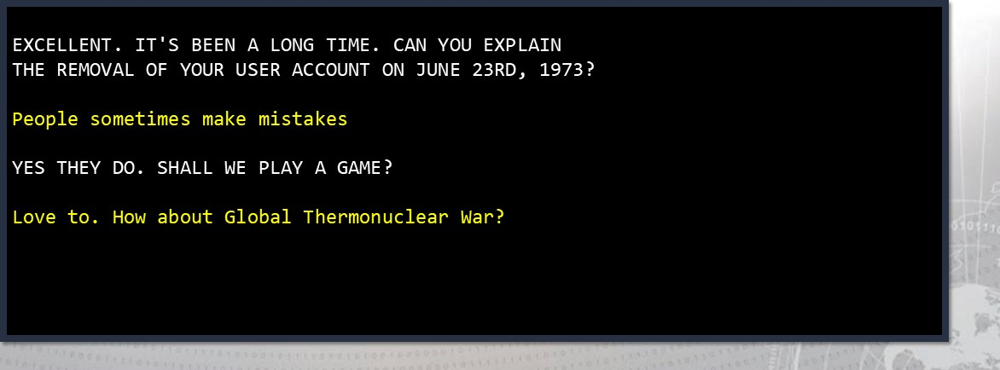 EXCELLENT. IT'S BEEN A LONG TIME. CAN YOU EXPLAIN
THE REMOVAL OF YOUR USER ACCOUNT ON JUNE 23RD, 1973?
People sometimes make mistakes
YES THEY DO. SHALL WE PLAY A GAME?
Love to. How about Global Thermonuclear War?